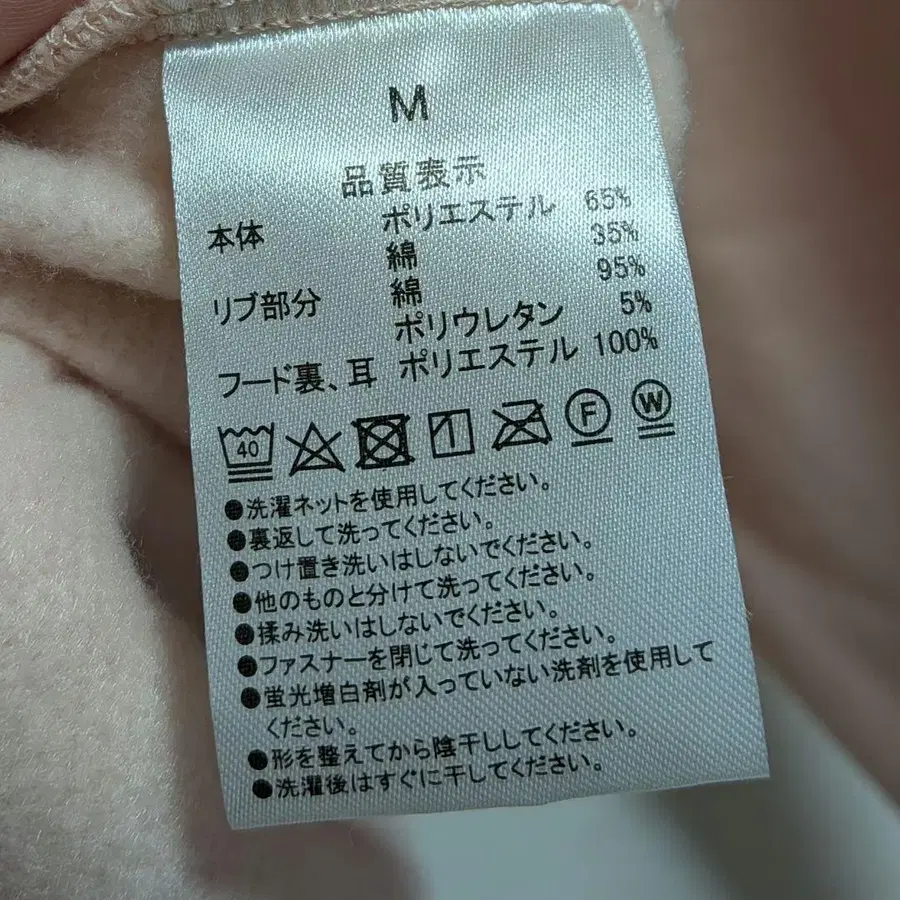 M
品質表示
本体 ポリエステル 65%
綿 35%
リブ部分 綿 95%
ポリウレタン 5%
フード裏、耳 ポリエステル 100%
40 F W
●洗濯ネットを使用してください。
●裏返して洗ってください。
●つけ置き洗いはしないでください。
●他のものと分けて洗ってください。
●揉み洗いはしないでください。
●ファスナーを閉じて洗ってください。
●蛍光増白剤が入っていない洗剤を使用して
ください。
●形を整えてから陰干ししてください。
●洗濯後はすぐに干してください。